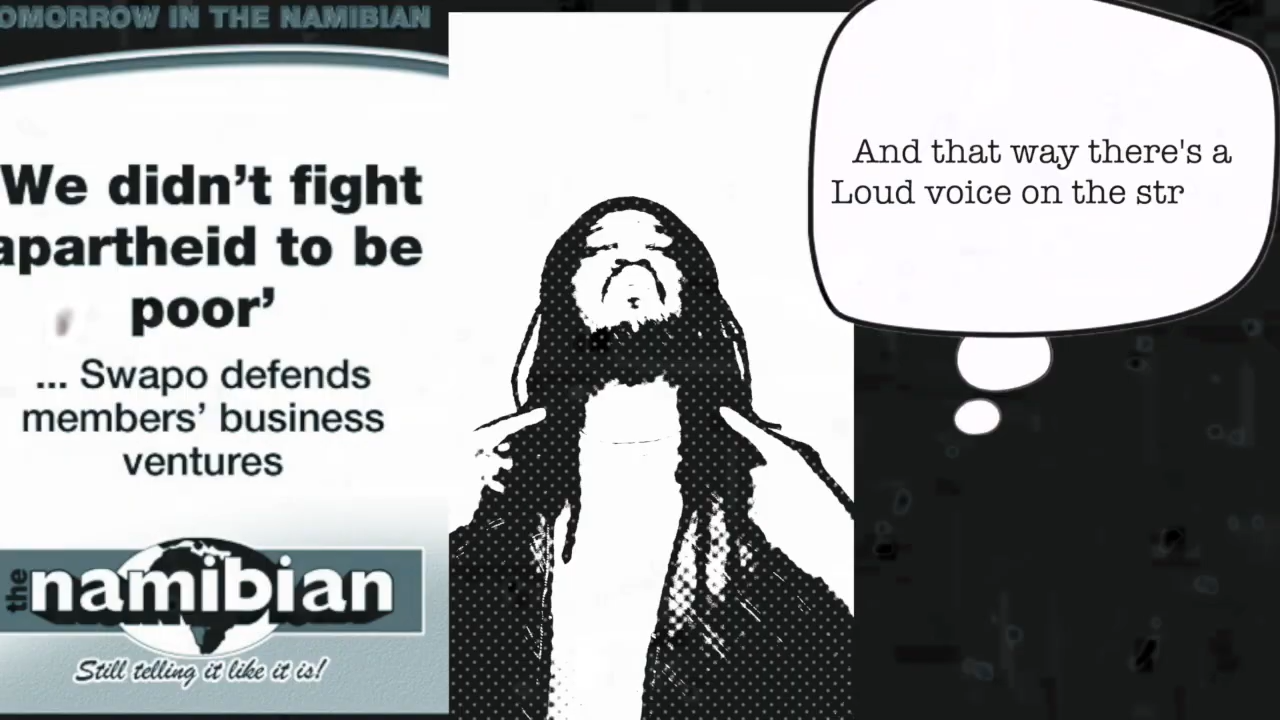 OMORROW IN THE NAMIBIAN
'We didn't fight
apartheid to be
poor'
... Swapo defends
members' business
ventures
the namibian
Still telling it like it is!
And that way there's a
Loud voice on the str